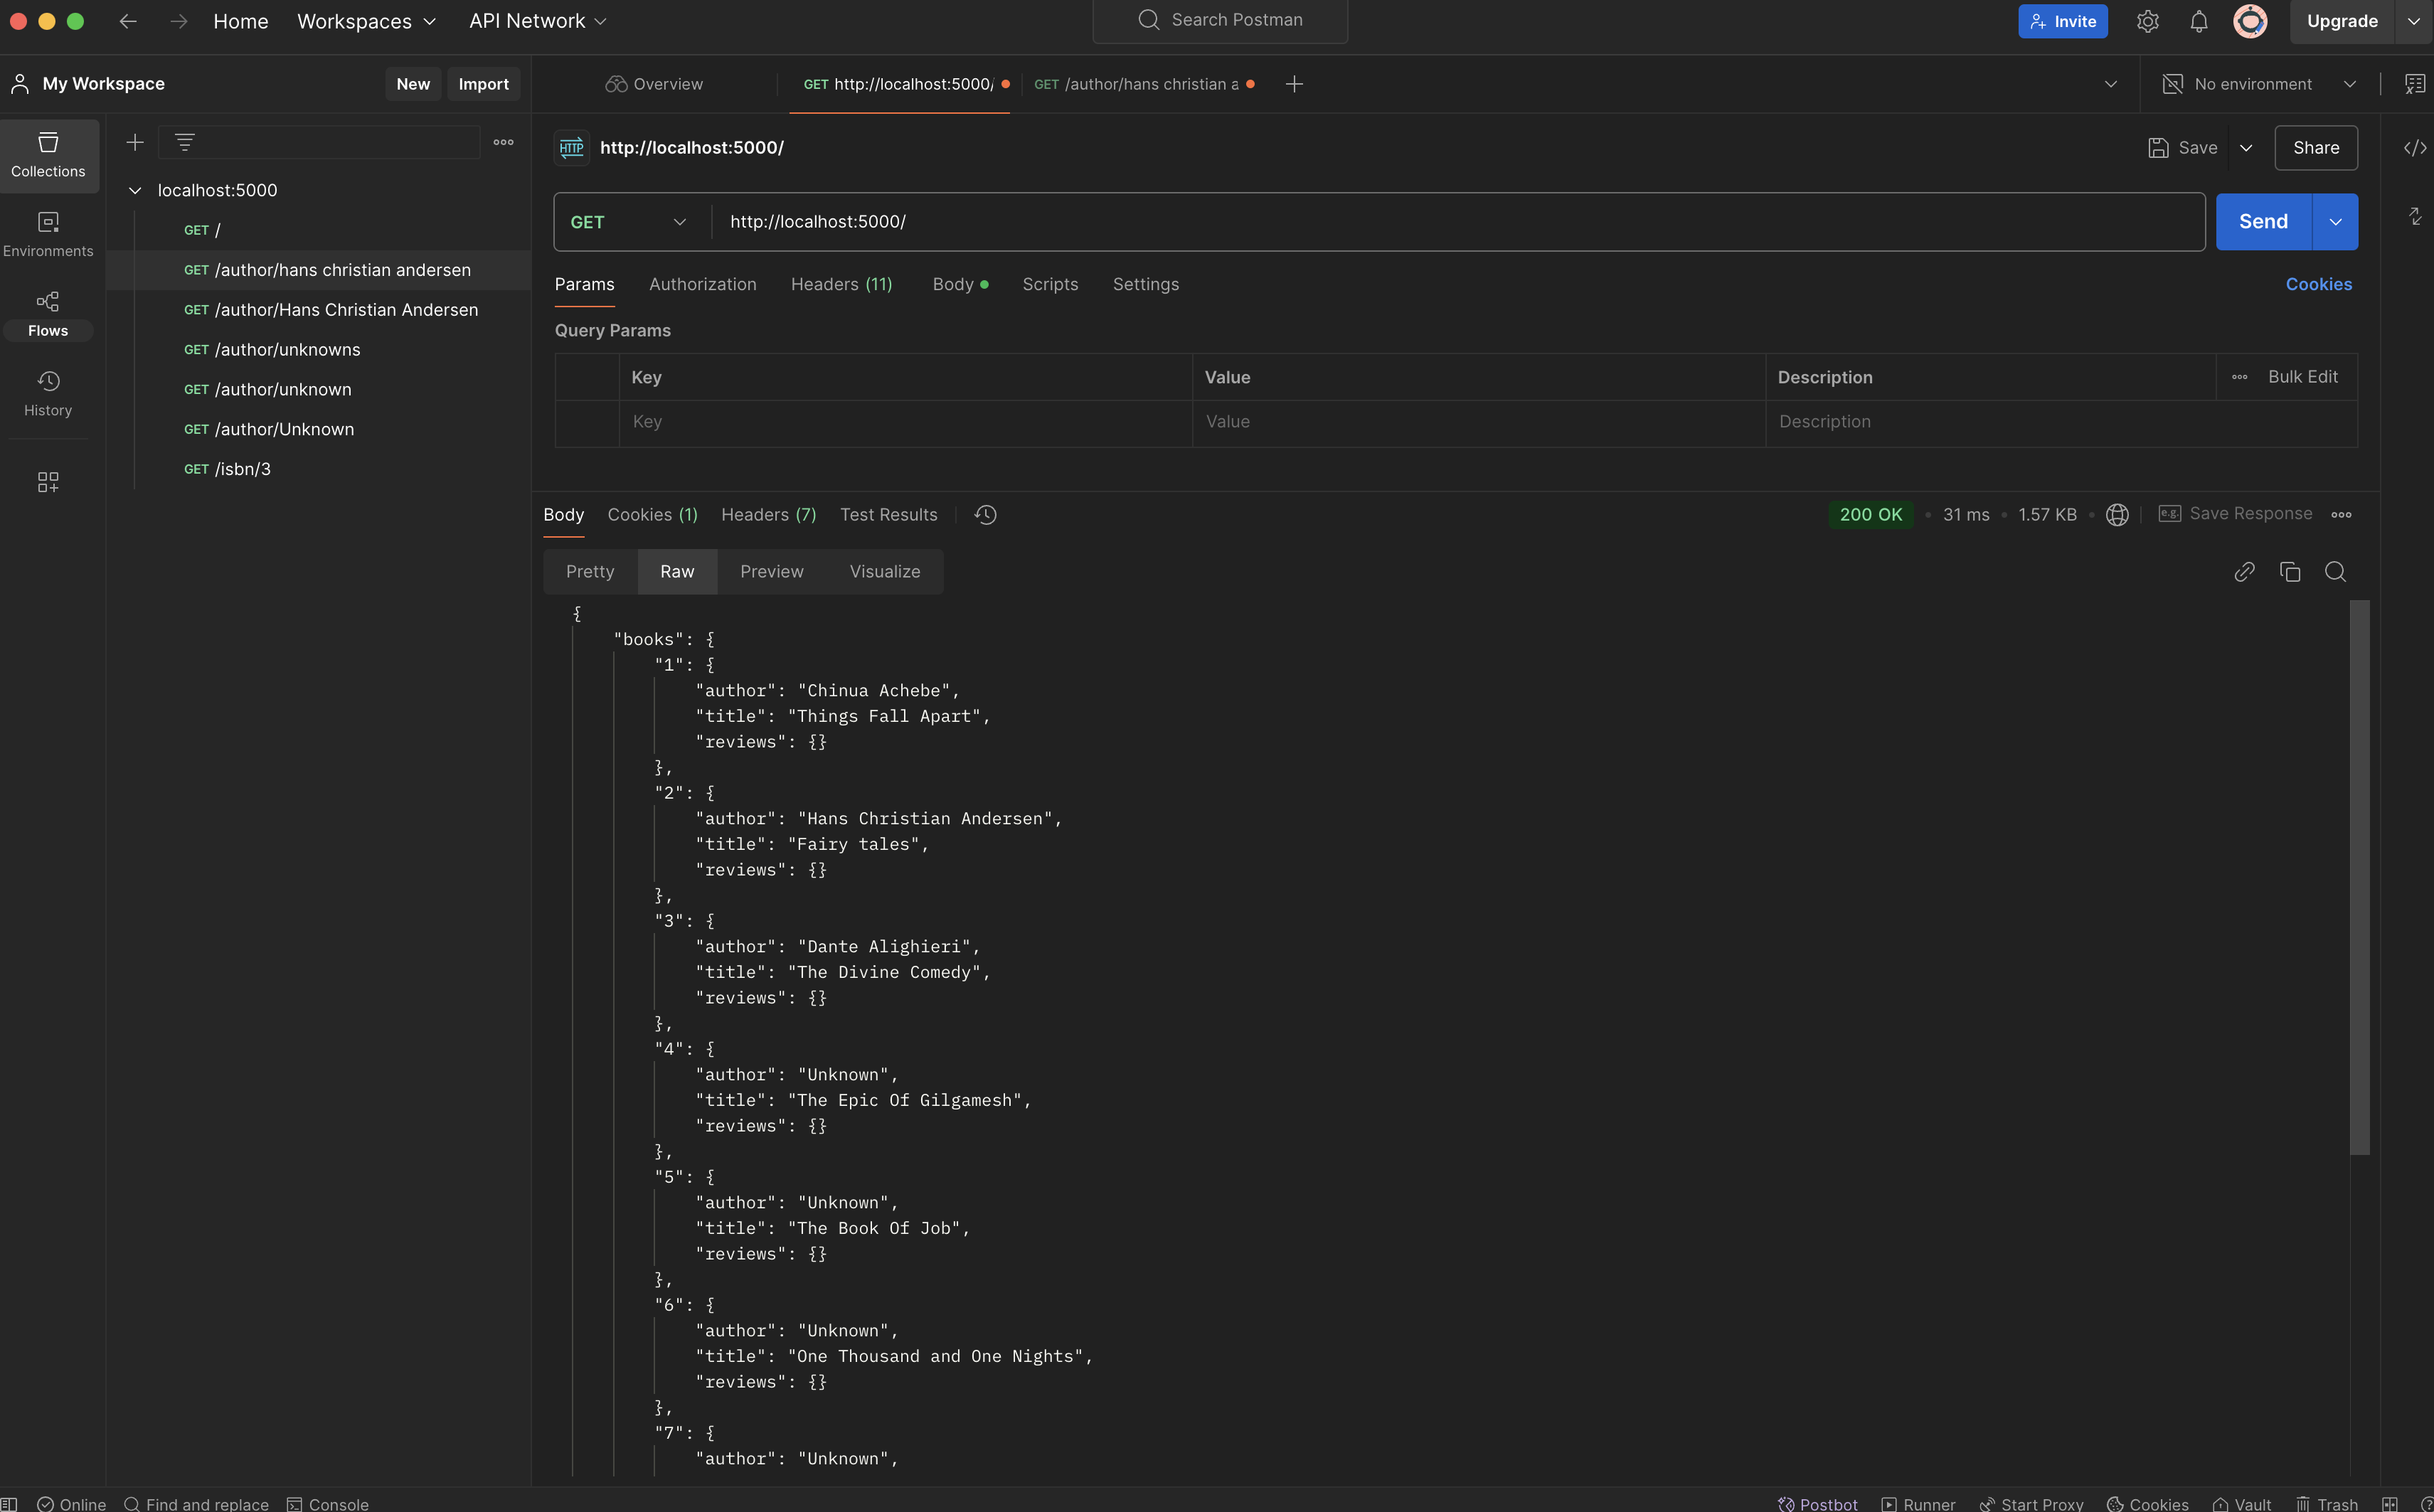 Home Workspaces API Network Search Postman Invite Upgrade
My Workspace New Import Overview GET http://localhost:5000/ GET /author/hans christian a No environment
Collections
Environments
Flows
History
localhost:5000
GET /
GET /author/hans christian andersen
GET /author/Hans Christian Andersen
GET /author/unknowns
GET /author/unknown
GET /author/Unknown
GET /isbn/3
HTTP http://localhost:5000/ Save Share
GET http://localhost:5000/ Send
Params Authorization Headers (11) Body Scripts Settings Cookies
Query Params
Key Value Description Bulk Edit
Key Value Description
Body Cookies (1) Headers (7) Test Results 200 OK 31 ms 1.57 KB e.g. Save Response
Pretty Raw Preview Visualize
{
"books": {
"1": {
"author": "Chinua Achebe",
"title": "Things Fall Apart",
"reviews": {}
},
"2": {
"author": "Hans Christian Andersen",
"title": "Fairy tales",
"reviews": {}
},
"3": {
"author": "Dante Alighieri",
"title": "The Divine Comedy",
"reviews": {}
},
"4": {
"author": "Unknown",
"title": "The Epic Of Gilgamesh",
"reviews": {}
},
"5": {
"author": "Unknown",
"title": "The Book Of Job",
"reviews": {}
},
"6": {
"author": "Unknown",
"title": "One Thousand and One Nights",
"reviews": {}
},
"7": {
"author": "Unknown",
Online Find and replace Console Postbot Runner Start Proxy Cookies Vault Trash